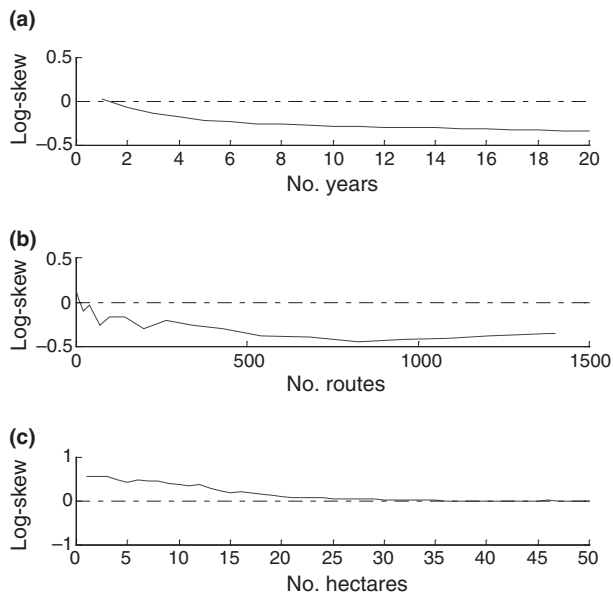 (a)
0.5
0
−0.5
Log-skew
0 2 4 6 8 10 12 14 16 18 20
No. years
(b)
0.5
0
−0.5
Log-skew
0 500 1000 1500
No. routes
(c)
1
0
−1
Log-skew
0 5 10 15 20 25 30 35 40 45 50
No. hectares